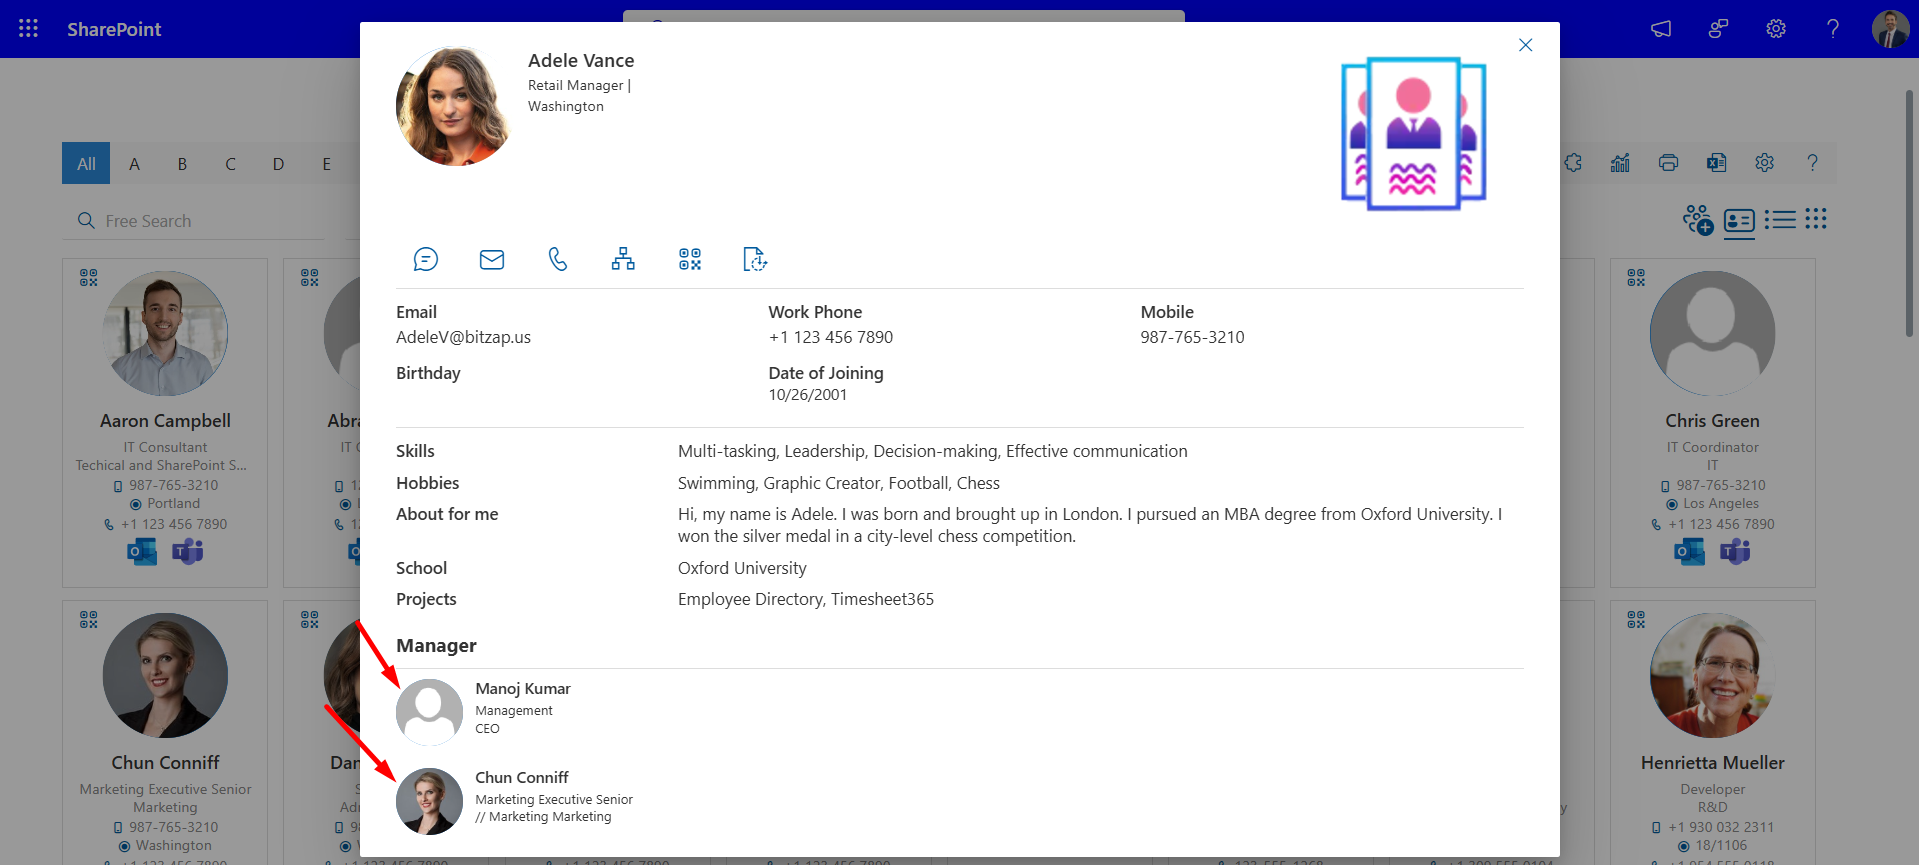 SharePoint
All A B C D E
Free Search
Adele Vance
Retail Manager |
Washington
Email
AdeleV@bitzap.us
Work Phone
+1 123 456 7890
Mobile
987-765-3210
Birthday
Date of Joining
10/26/2001
Skills
Multi-tasking, Leadership, Decision-making, Effective communication
Hobbies
Swimming, Graphic Creator, Football, Chess
About for me
Hi, my name is Adele. I was born and brought up in London. I pursued an MBA degree from Oxford University. I
won the silver medal in a city-level chess competition.
School
Oxford University
Projects
Employee Directory, Timesheet365
Manager
Manoj Kumar
Management
CEO
Chun Conniff
Marketing Executive Senior
// Marketing Marketing
Aaron Campbell
IT Consultant
Techical and SharePoint S...
987-765-3210
Portland
+1 123 456 7890
Abra
IT C
Chris Green
IT Coordinator
IT
987-765-3210
Los Angeles
+1 123 456 7890
Chun Conniff
Marketing Executive Senior
Marketing
987-765-3210
Washington
+1 123 456 7890
Dan
S
Henrietta Mueller
Developer
R&D
+1 930 032 2311
18/1106